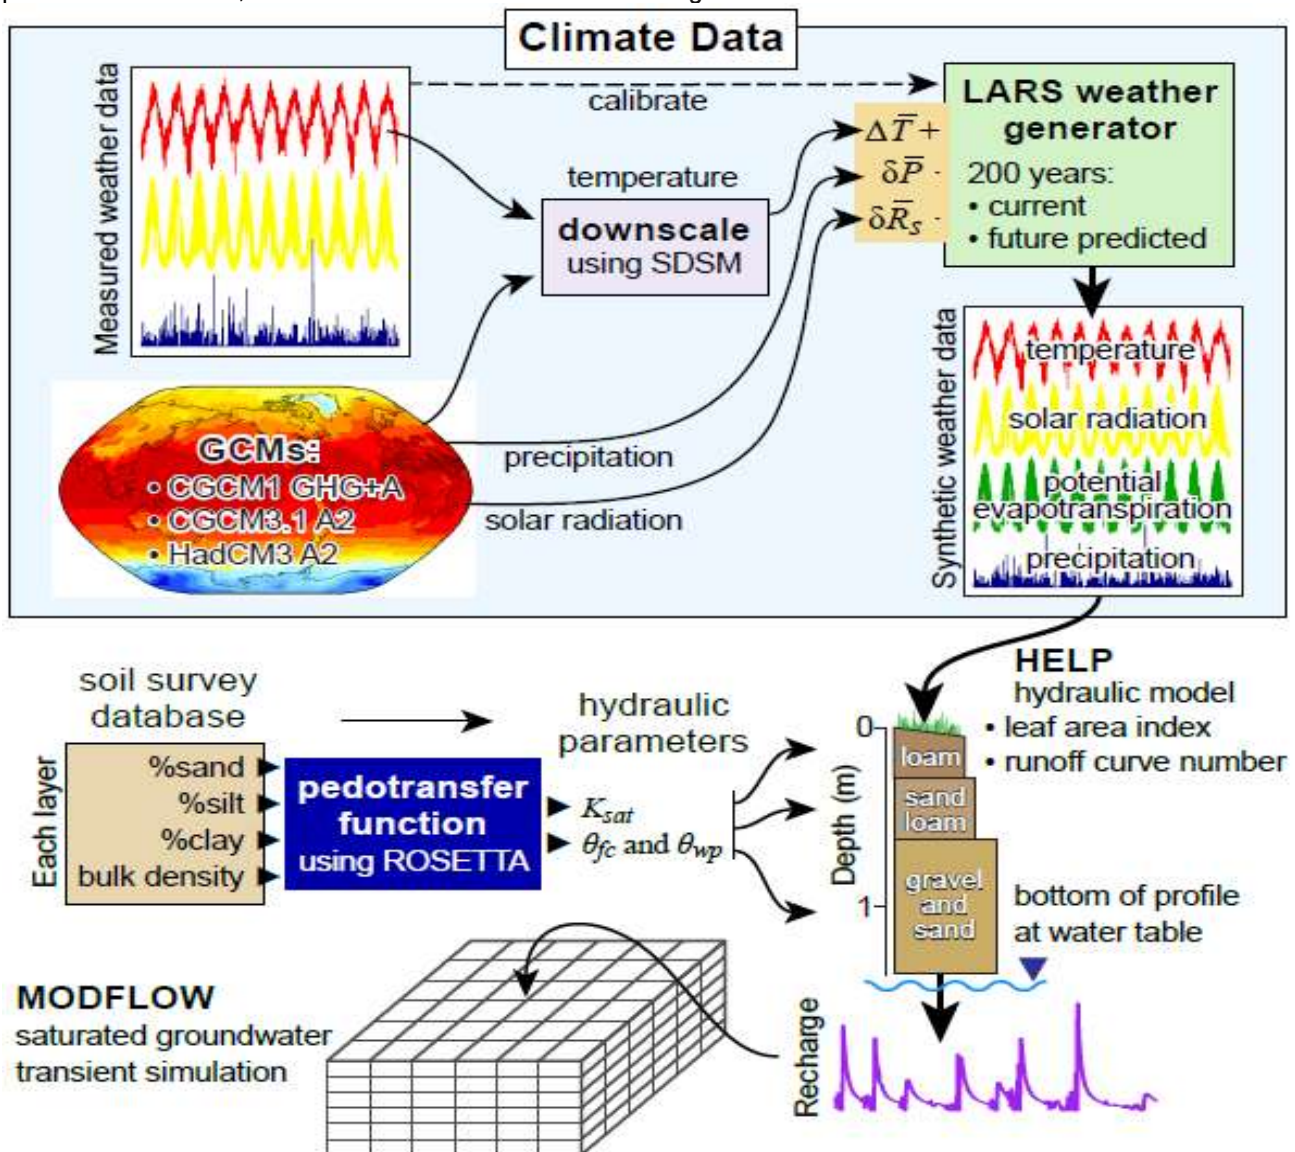 Climate Data
Measured weather data
calibrate
LARS weather
generator
200 years:
• current
• future predicted
ΔT̅ +
δP̅ ·
δR̅s ·
temperature
downscale
using SDSM
GCMs:
• CGCM1 GHG+A
• CGCM3.1 A2
• HadCM3 A2
precipitation
solar radiation
Synthetic weather data
temperature
solar radiation
potential
evapotranspiration
precipitation
soil survey
database
Each layer
%sand
%silt
%clay
bulk density
pedotransfer
function
using ROSETTA
hydraulic
parameters
Ksat
θfc and θwp
HELP
hydraulic model
• leaf area index
• runoff curve number
Depth (m)
0
1
loam
sand
loam
gravel
and
sand
bottom of profile
at water table
Recharge
MODFLOW
saturated groundwater
transient simulation